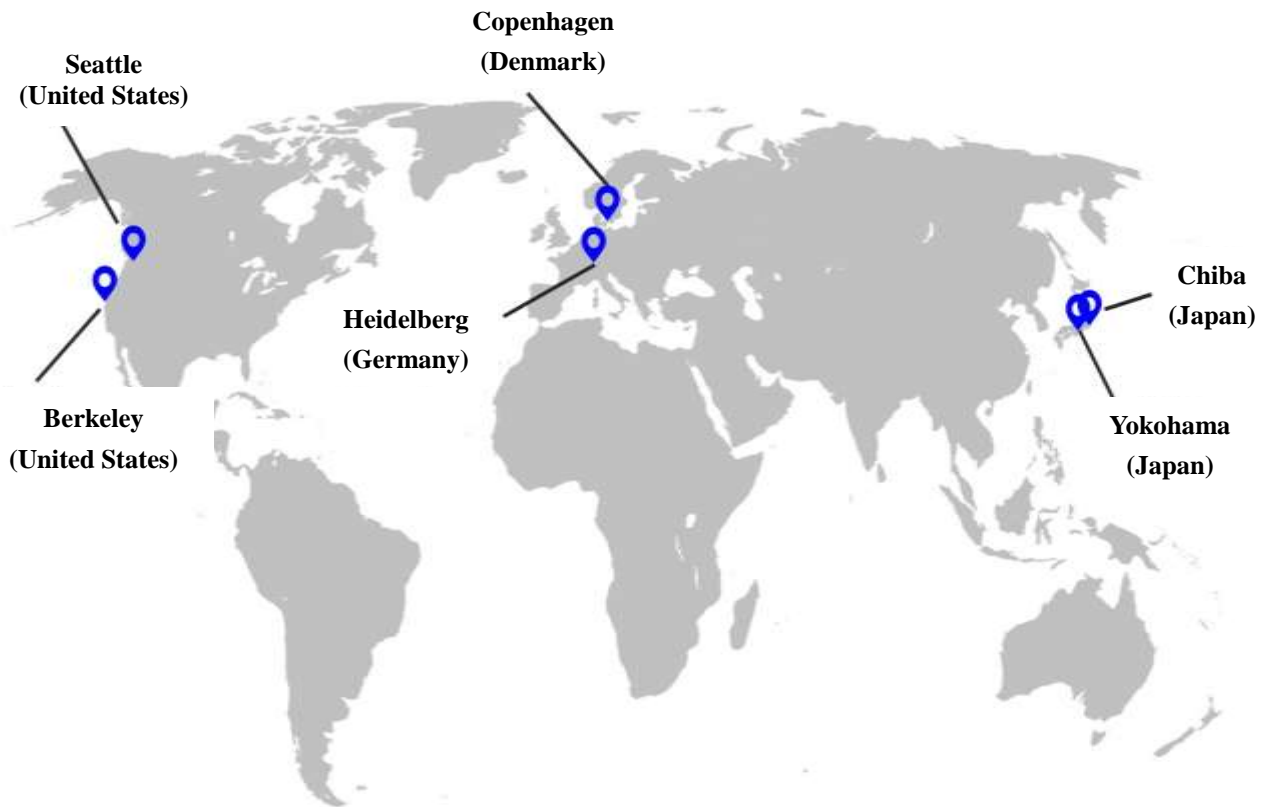 Copenhagen
(Denmark)
Seattle
(United States)
Chiba
(Japan)
Heidelberg
(Germany)
Berkeley
(United States)
Yokohama
(Japan)